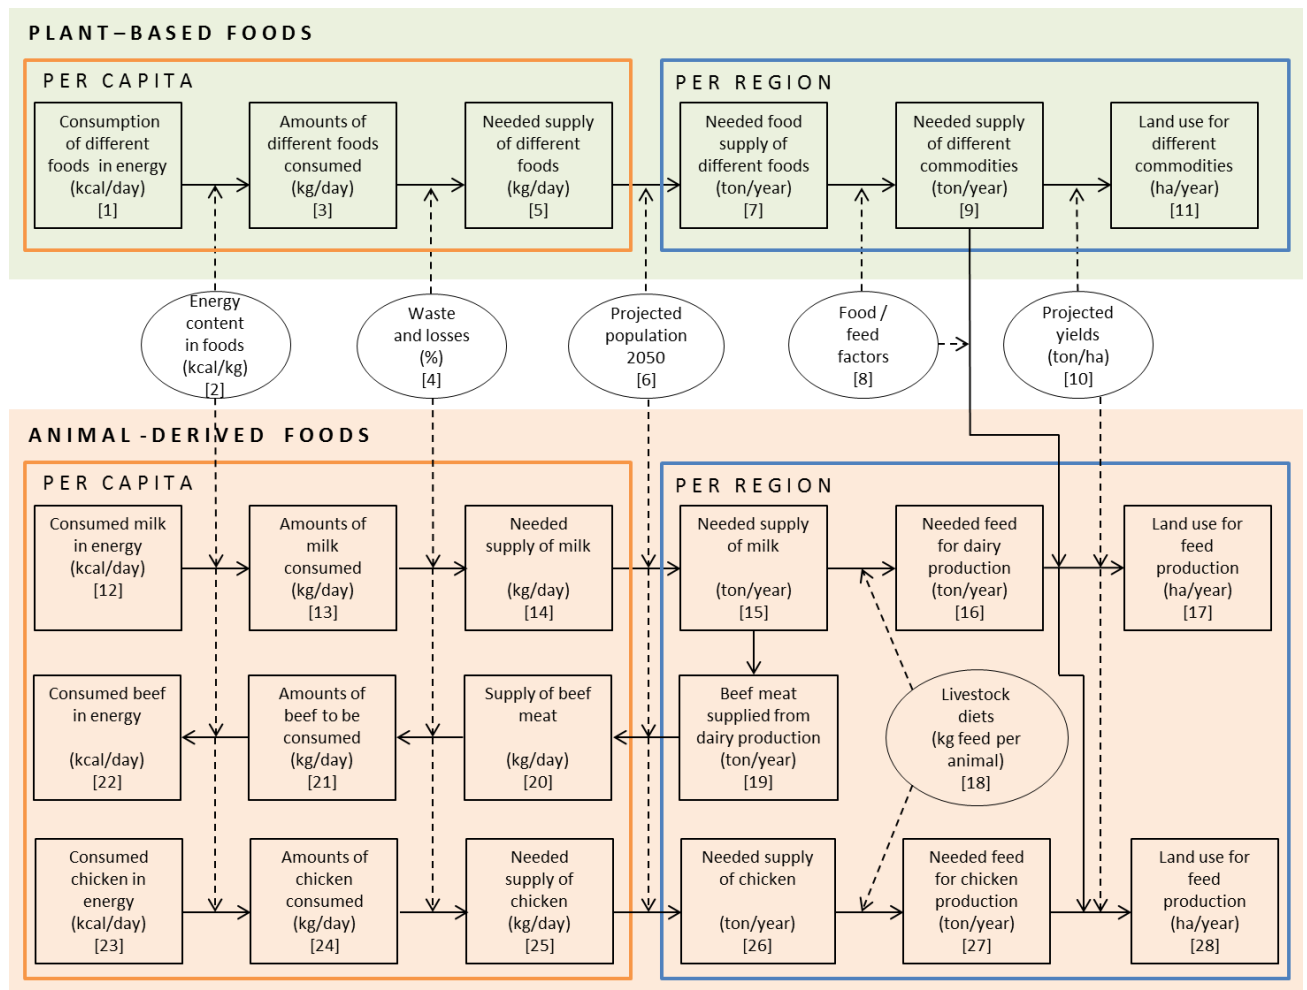 PLANT–BASED FOODS
PER CAPITA
Consumption
of different
foods in energy
(kcal/day)
[1]
Amounts of
different foods
consumed
(kg/day)
[3]
Needed supply
of different
foods
(kg/day)
[5]
PER REGION
Needed food
supply of
different foods
(ton/year)
[7]
Needed supply
of different
commodities
(ton/year)
[9]
Land use for
different
commodities
(ha/year)
[11]
Energy
content
in foods
(kcal/kg)
[2]
Waste
and losses
(%)
[4]
Projected
population
2050
[6]
Food /
feed
factors
[8]
Projected
yields
(ton/ha)
[10]
ANIMAL-DERIVED FOODS
PER CAPITA
Consumed milk
in energy
(kcal/day)
[12]
Amounts of
milk
consumed
(kg/day)
[13]
Needed
supply of milk
(kg/day)
[14]
PER REGION
Needed supply
of milk
(ton/year)
[15]
Needed feed
for dairy
production
(ton/year)
[16]
Land use for
feed
production
(ha/year)
[17]
Consumed beef
in energy
(kcal/day)
[22]
Amounts of
beef to be
consumed
(kg/day)
[21]
Supply of beef
meat
(kg/day)
[20]
Beef meat
supplied from
dairy production
(ton/year)
[19]
Livestock
diets
(kg feed per
animal)
[18]
Consumed
chicken in
energy
(kcal/day)
[23]
Amounts of
chicken
consumed
(kg/day)
[24]
Needed
supply of
chicken
(kg/day)
[25]
Needed supply
of chicken
(ton/year)
[26]
Needed feed
for chicken
production
(ton/year)
[27]
Land use for
feed
production
(ha/year)
[28]